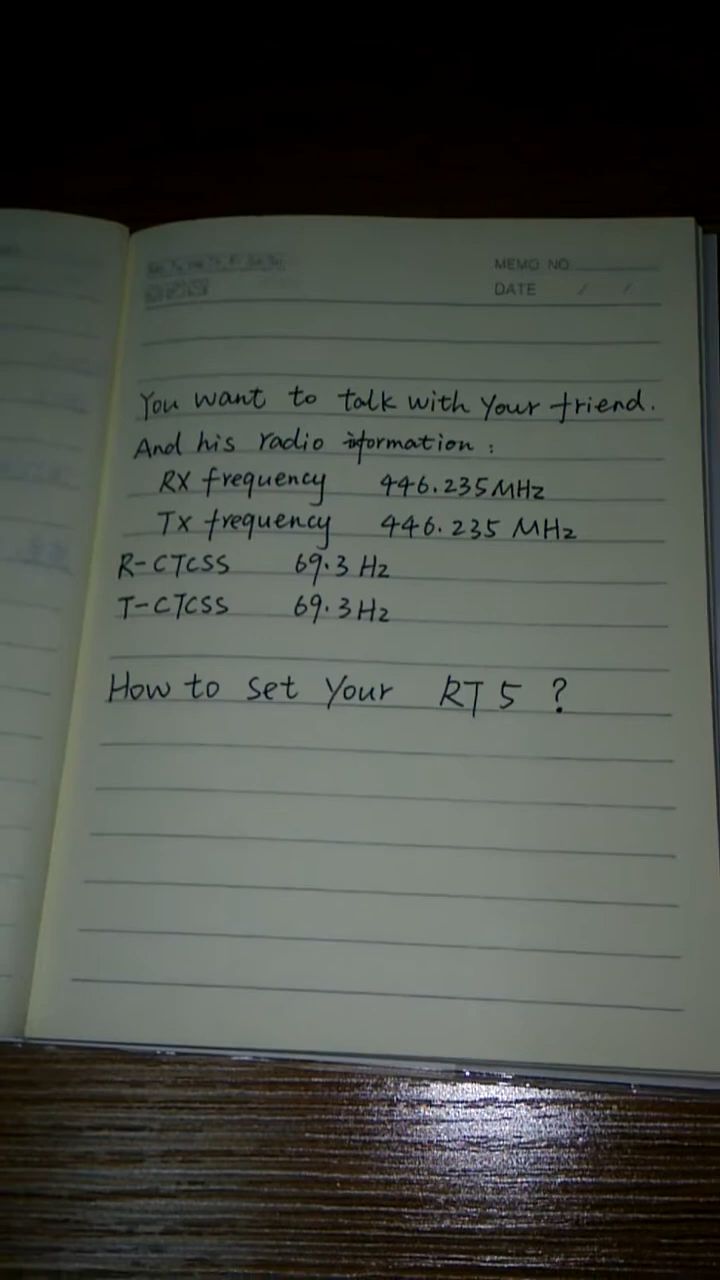 MEMO NO
DATE / /
You want to talk with your friend.
And his radio information :
RX frequency 446.235MHz
Tx frequency 446.235 MHz
R-CTCSS 69.3 Hz
T-CTCSS 69.3Hz
How to set your RT5 ?